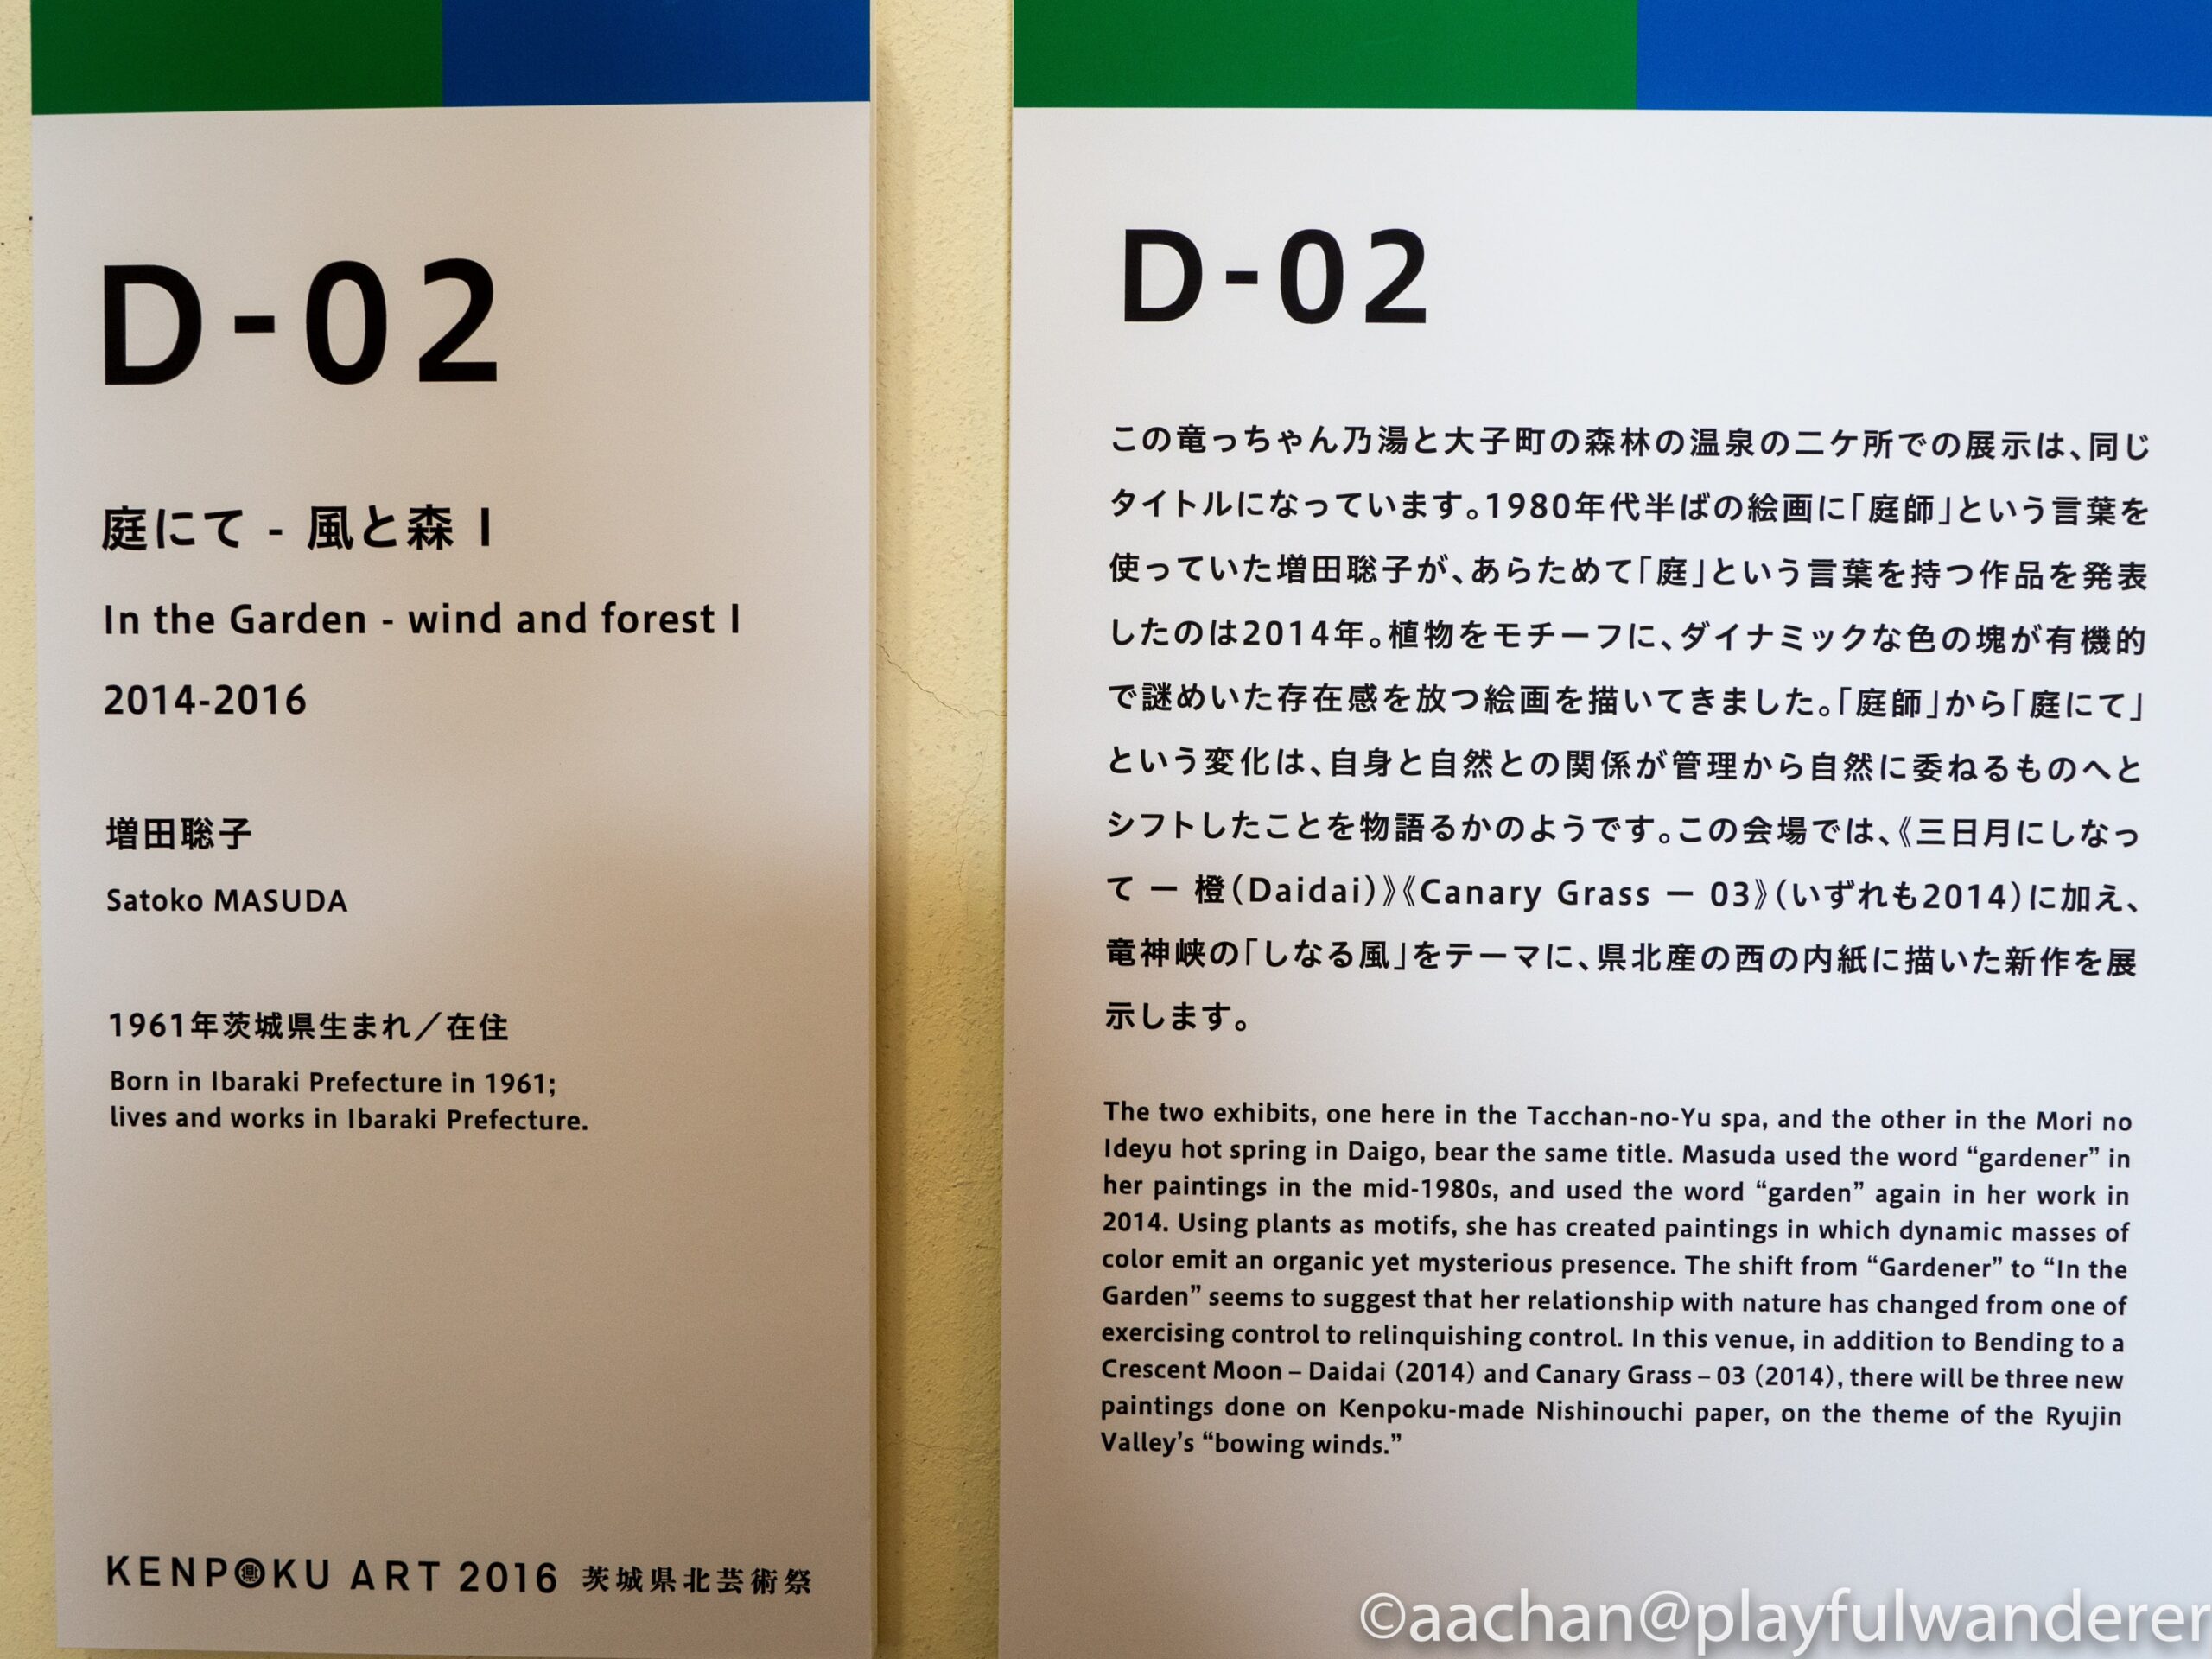 D-02
庭にて - 風と森 I
In the Garden - wind and forest I
2014-2016
増田聡子
Satoko MASUDA
1961年茨城県生まれ／在住
Born in Ibaraki Prefecture in 1961;
lives and works in Ibaraki Prefecture.
KENPOKU ART 2016 茨城県北芸術祭
D-02
この竜っちゃん乃湯と大子町の森林の温泉の二ケ所での展示は、同じ
タイトルになっています。1980年代半ばの絵画に「庭師」という言葉を
使っていた増田聡子が、あらためて「庭」という言葉を持つ作品を発表
したのは2014年。植物をモチーフに、ダイナミックな色の塊が有機的
で謎めいた存在感を放つ絵画を描いてきました。「庭師」から「庭にて」
という変化は、自身と自然との関係が管理から自然に委ねるものへと
シフトしたことを物語るかのようです。この会場では、《三日月にしなっ
て ー 橙（Daidai）》《Canary Grass ー 03》（いずれも2014）に加え、
竜神峡の「しなる風」をテーマに、県北産の西の内紙に描いた新作を展
示します。
The two exhibits, one here in the Tacchan-no-Yu spa, and the other in the Mori no
Ideyu hot spring in Daigo, bear the same title. Masuda used the word “gardener” in
her paintings in the mid-1980s, and used the word “garden” again in her work in
2014. Using plants as motifs, she has created paintings in which dynamic masses of
color emit an organic yet mysterious presence. The shift from “Gardener” to “In the
Garden” seems to suggest that her relationship with nature has changed from one of
exercising control to relinquishing control. In this venue, in addition to Bending to a
Crescent Moon – Daidai (2014) and Canary Grass – 03 (2014), there will be three new
paintings done on Kenpoku-made Nishinouchi paper, on the theme of the Ryujin
Valley’s “bowing winds.”
©aachan@playfulwanderer